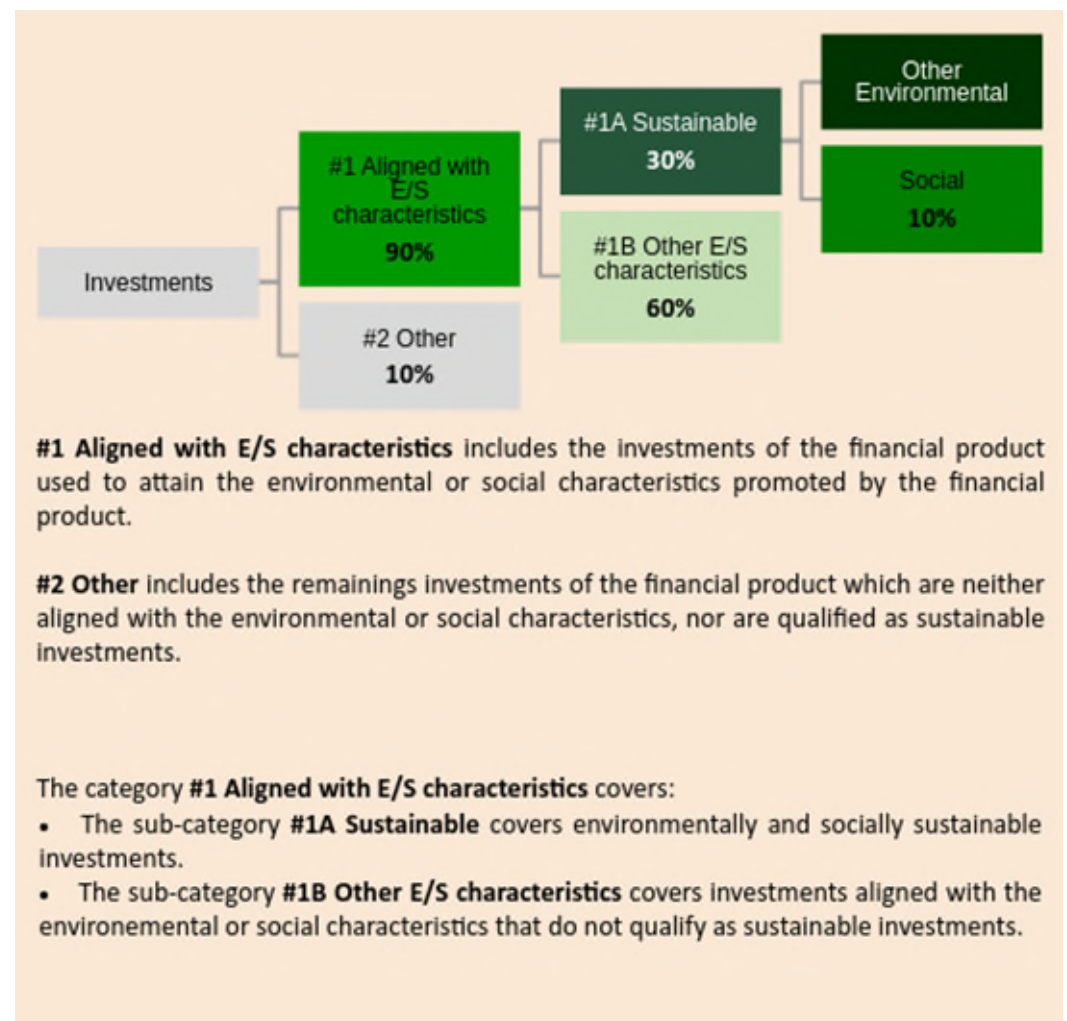 Other
Environmental
#1A Sustainable
30%
#1 Aligned with
E/S
characteristics
90%
Social
10%
#1B Other E/S
characteristics
60%
Investments
#2 Other
10%
#1 Aligned with E/S characteristics includes the investments of the financial product
used to attain the environmental or social characteristics promoted by the financial
product.
#2 Other includes the remainings investments of the financial product which are neither
aligned with the environmental or social characteristics, nor are qualified as sustainable
investments.
The category #1 Aligned with E/S characteristics covers:
• The sub-category #1A Sustainable covers environmentally and socially sustainable
investments.
• The sub-category #1B Other E/S characteristics covers investments aligned with the
environemental or social characteristics that do not qualify as sustainable investments.